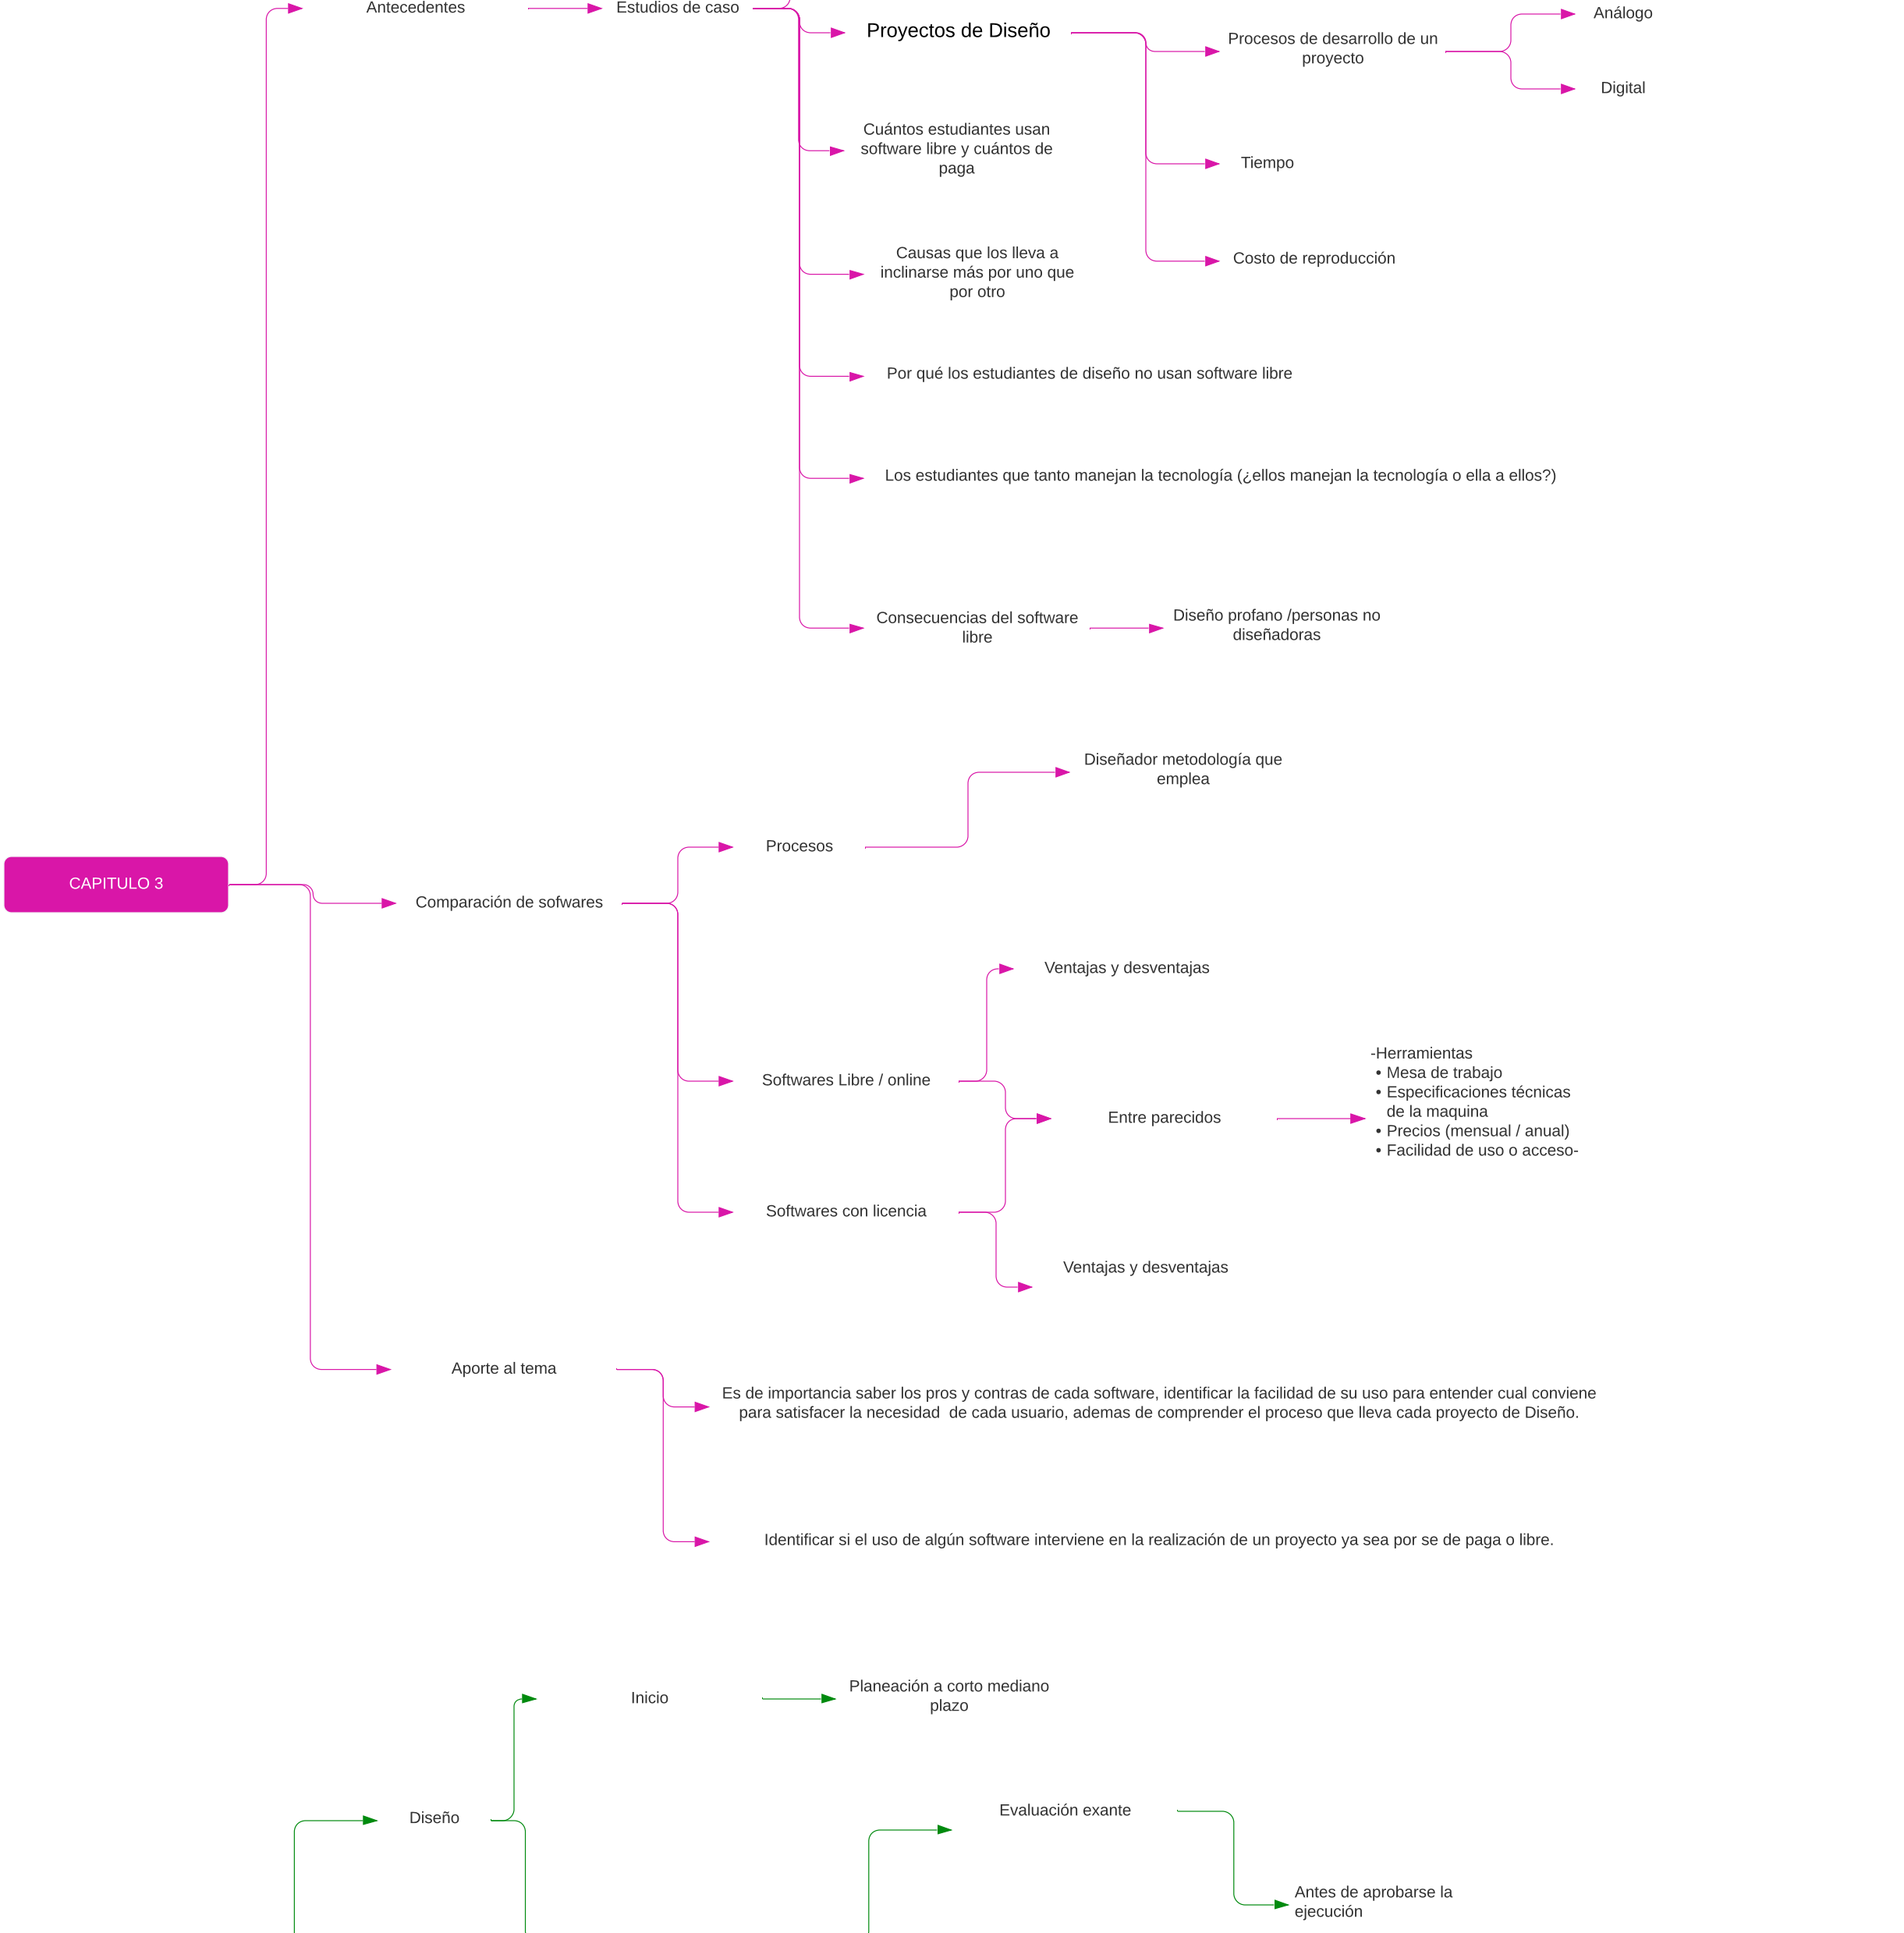 Antecedentes
Estudios de caso
Proyectos de Diseño
Procesos de desarrollo de un
proyecto
Análogo
Digital
Tiempo
Costo de reproducción
Cuántos estudiantes usan
software libre y cuántos de
paga
Causas que los lleva a
inclinarse más por uno que
por otro
Por qué los estudiantes de diseño no usan software libre
Los estudiantes que tanto manejan la tecnología (¿ellos manejan la tecnología o ella a ellos?)
Consecuencias del software
libre
Diseño profano /personas no
diseñadoras
CAPITULO 3
Comparación de sofwares
Procesos
Diseñador metodología que
emplea
Softwares Libre / online
Ventajas y desventajas
Entre parecidos
-Herramientas
• Mesa de trabajo
• Especificaciones técnicas
de la maquina
• Precios (mensual / anual)
• Facilidad de uso o acceso-
Softwares con licencia
Ventajas y desventajas
Aporte al tema
Es de importancia saber los pros y contras de cada software, identificar la facilidad de su uso para entender cual conviene
para satisfacer la necesidad  de cada usuario, ademas de comprender el proceso que lleva cada proyecto de Diseño.
Identificar si el uso de algún software interviene en la realización de un proyecto ya sea por se de paga o libre.
Inicio
Planeación a corto mediano
plazo
Diseño
Evaluación exante
Antes de aprobarse la
ejecución